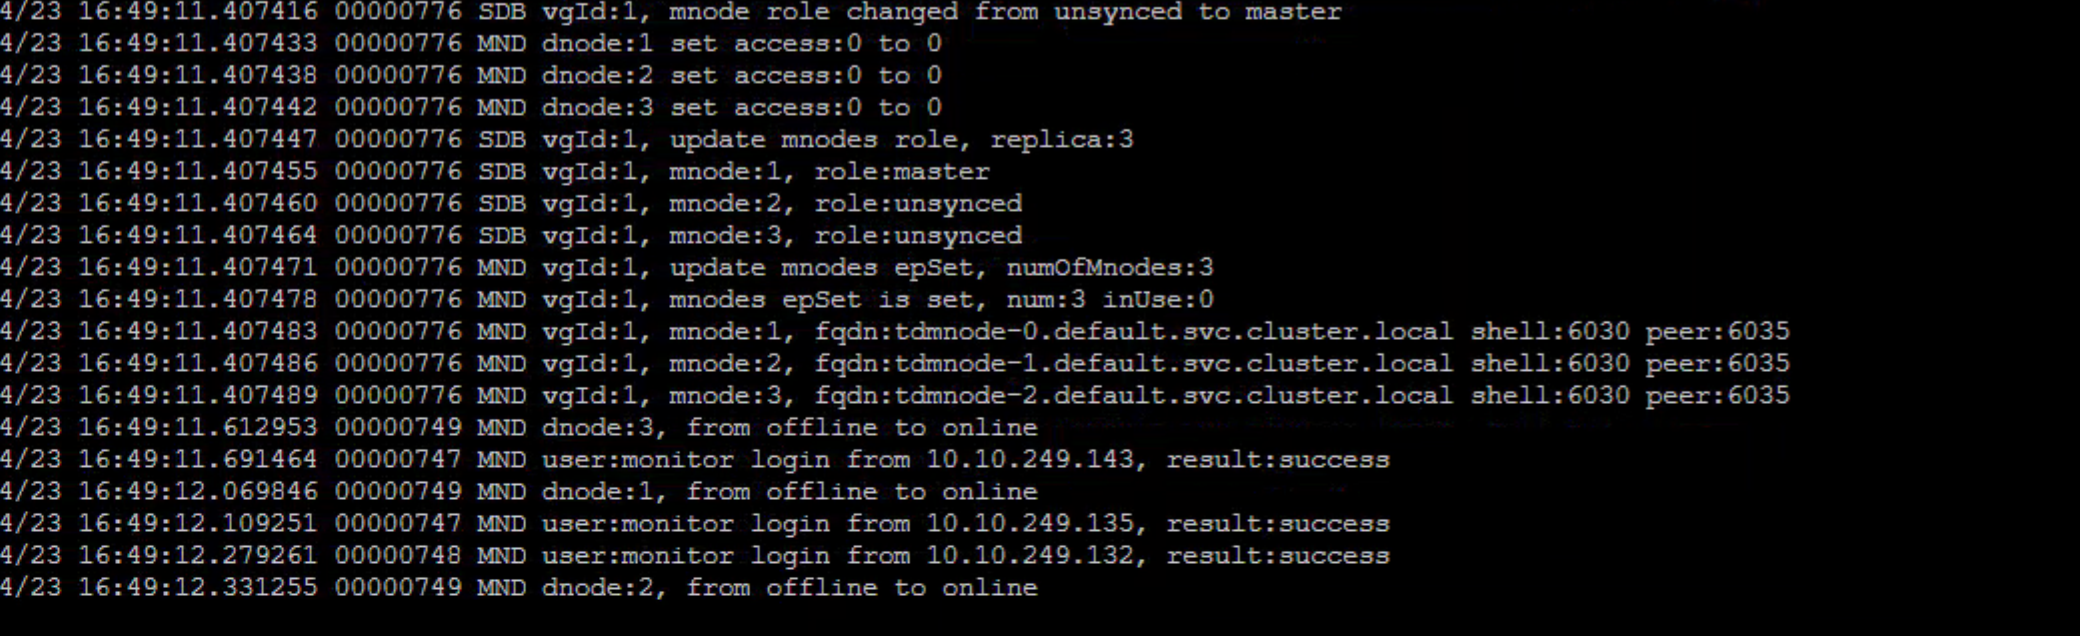 4/23 16:49:11.407416 00000776 SDB vgId:1, mnode role changed from unsynced to master
4/23 16:49:11.407433 00000776 MND dnode:1 set access:0 to 0
4/23 16:49:11.407438 00000776 MND dnode:2 set access:0 to 0
4/23 16:49:11.407442 00000776 MND dnode:3 set access:0 to 0
4/23 16:49:11.407447 00000776 SDB vgId:1, update mnodes role, replica:3
4/23 16:49:11.407455 00000776 SDB vgId:1, mnode:1, role:master
4/23 16:49:11.407460 00000776 SDB vgId:1, mnode:2, role:unsynced
4/23 16:49:11.407464 00000776 SDB vgId:1, mnode:3, role:unsynced
4/23 16:49:11.407471 00000776 MND vgId:1, update mnodes epSet, numOfMnodes:3
4/23 16:49:11.407478 00000776 MND vgId:1, mnodes epSet is set, num:3 inUse:0
4/23 16:49:11.407483 00000776 MND vgId:1, mnode:1, fqdn:tdmnode-0.default.svc.cluster.local shell:6030 peer:6035
4/23 16:49:11.407486 00000776 MND vgId:1, mnode:2, fqdn:tdmnode-1.default.svc.cluster.local shell:6030 peer:6035
4/23 16:49:11.407489 00000776 MND vgId:1, mnode:3, fqdn:tdmnode-2.default.svc.cluster.local shell:6030 peer:6035
4/23 16:49:11.612953 00000749 MND dnode:3, from offline to online
4/23 16:49:11.691464 00000747 MND user:monitor login from 10.10.249.143, result:success
4/23 16:49:12.069846 00000749 MND dnode:1, from offline to online
4/23 16:49:12.109251 00000747 MND user:monitor login from 10.10.249.135, result:success
4/23 16:49:12.279261 00000748 MND user:monitor login from 10.10.249.132, result:success
4/23 16:49:12.331255 00000749 MND dnode:2, from offline to online